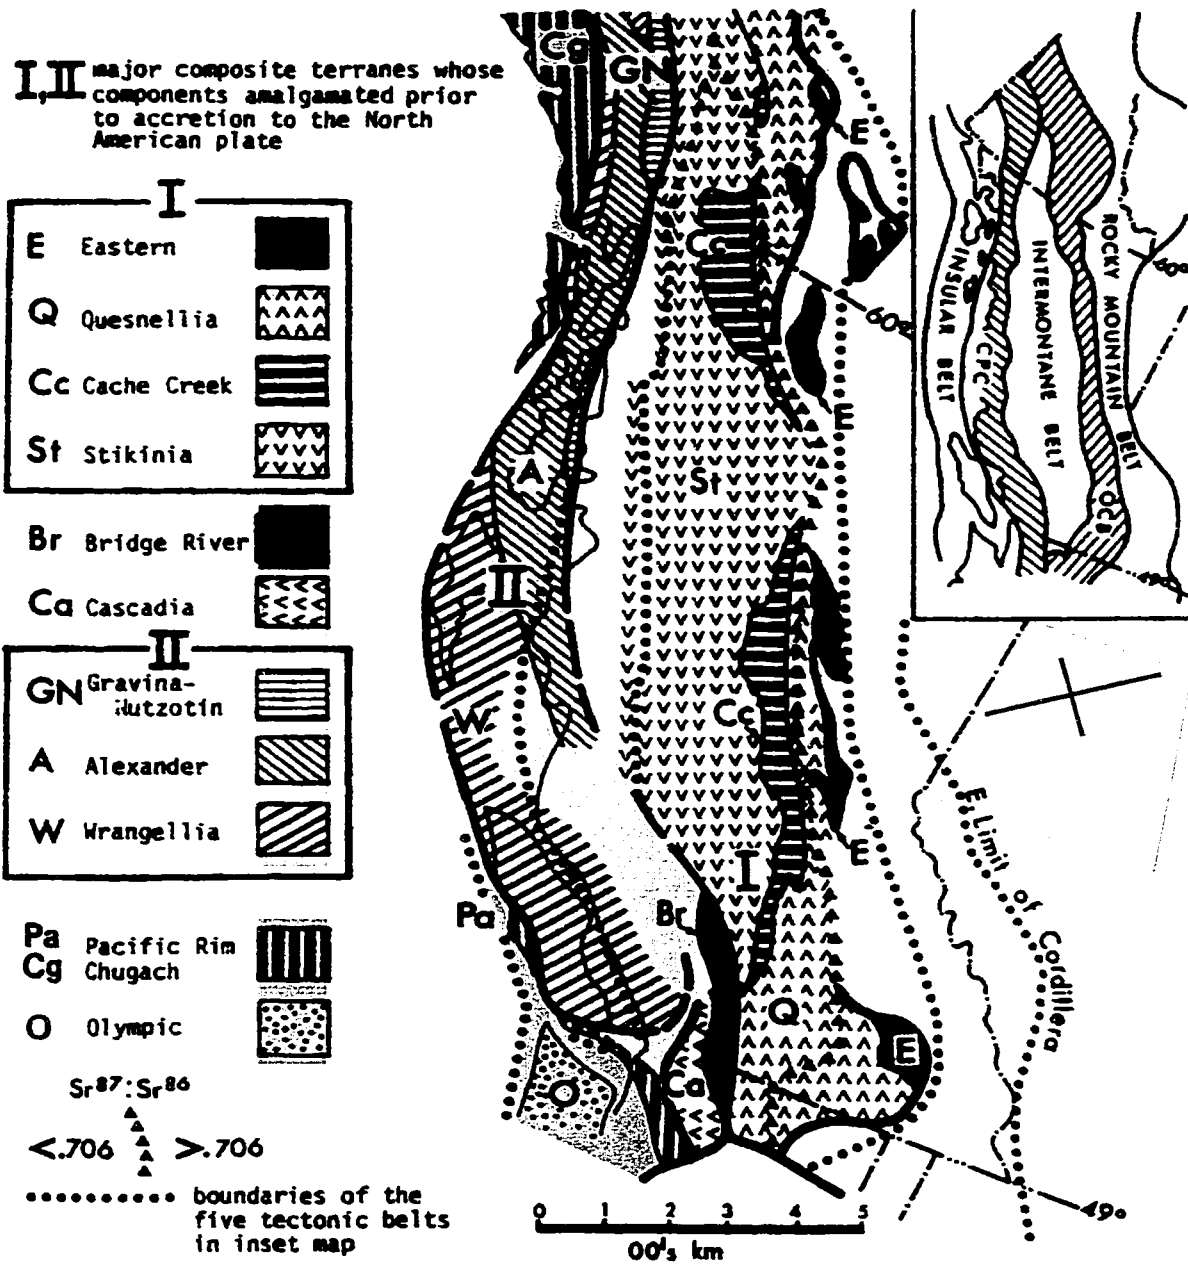 I,II major composite terranes whose
components amalgamated prior
to accretion to the North
American plate
I
E Eastern
Q Quesnellia
Cc Cache Creek
St Stikinia
Br Bridge River
Ca Cascadia
II
GN Gravina-
Nutzotin
A Alexander
W Wrangellia
Pa Pacific Rim
Cg Chugach
O Olympic
Sr87:Sr86
<.706 >.706
boundaries of the
five tectonic belts
in inset map
Cg
GN
E
Cc
60°
E
A
St
II
W
Cc
E
I
Pa
Br
Q
E
O
Ca
E Limit of Cordillera
49°
0 1 2 3 4 5
00's km
INSULAR BELT
CPC
INTERMONTANE BELT
OCB
ROCKY MOUNTAIN BELT
60°
49°